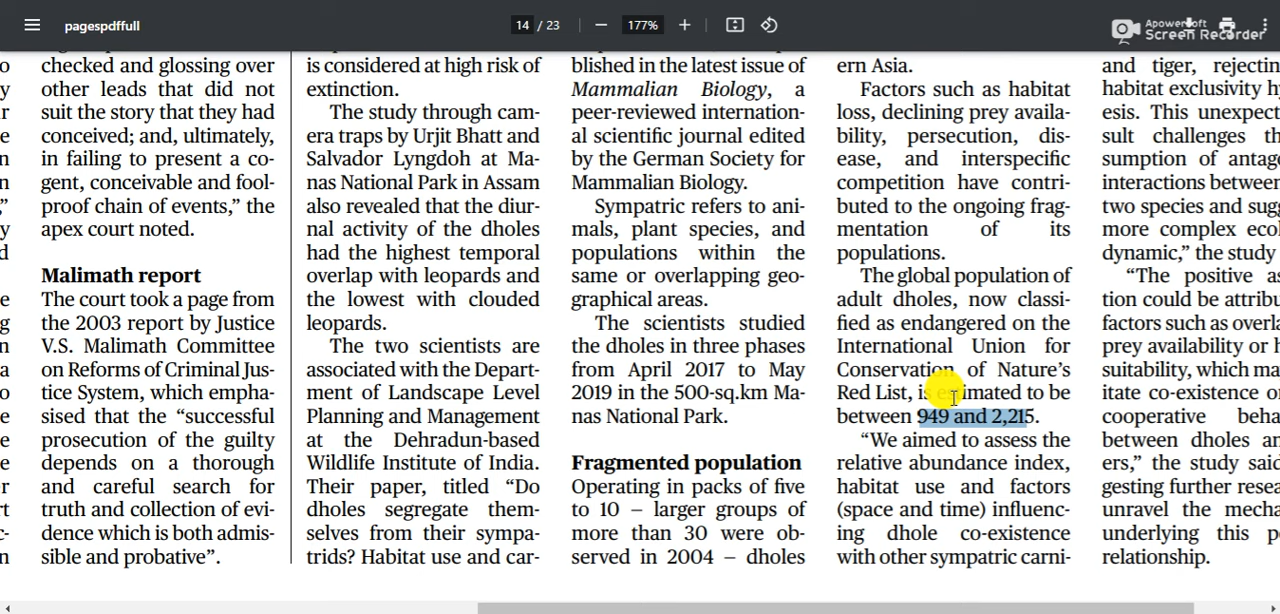 pagespdffull
14 / 23
177%
Apowersoft
Screen Recorder
checked and glossing over
other leads that did not
suit the story that they had
conceived; and, ultimately,
in failing to present a co-
gent, conceivable and fool-
proof chain of events,” the
apex court noted.
Malimath report
The court took a page from
the 2003 report by Justice
V.S. Malimath Committee
on Reforms of Criminal Jus-
tice System, which empha-
sised that the “successful
prosecution of the guilty
depends on a thorough
and careful search for
truth and collection of evi-
dence which is both admis-
sible and probative”.
is considered at high risk of
extinction.
The study through cam-
era traps by Urjit Bhatt and
Salvador Lyngdoh at Ma-
nas National Park in Assam
also revealed that the diur-
nal activity of the dholes
had the highest temporal
overlap with leopards and
the lowest with clouded
leopards.
The two scientists are
associated with the Depart-
ment of Landscape Level
Planning and Management
at the Dehradun-based
Wildlife Institute of India.
Their paper, titled “Do
dholes segregate them-
selves from their sympa-
trids? Habitat use and car-
blished in the latest issue of
Mammalian Biology, a
peer-reviewed internation-
al scientific journal edited
by the German Society for
Mammalian Biology.
Sympatric refers to ani-
mals, plant species, and
populations within the
same or overlapping geo-
graphical areas.
The scientists studied
the dholes in three phases
from April 2017 to May
2019 in the 500-sq.km Ma-
nas National Park.
Fragmented population
Operating in packs of five
to 10 – larger groups of
more than 30 were ob-
served in 2004 – dholes
ern Asia.
Factors such as habitat
loss, declining prey availa-
bility, persecution, dis-
ease, and interspecific
competition have contri-
buted to the ongoing frag-
mentation of its
populations.
The global population of
adult dholes, now classi-
fied as endangered on the
International Union for
Conservation of Nature’s
Red List, is estimated to be
between 949 and 2,215.
“We aimed to assess the
relative abundance index,
habitat use and factors
(space and time) influenc-
ing dhole co-existence
with other sympatric carni-
and tiger, rejectin
habitat exclusivity h
esis. This unexpect
sult challenges th
sumption of antag
interactions between
two species and sugg
more complex ecol
dynamic,” the study
“The positive as
tion could be attribu
factors such as overla
prey availability or h
suitability, which ma
itate co-existence o
cooperative beha
between dholes an
ers,” the study said
gesting further resea
unravel the mecha
underlying this p
relationship.